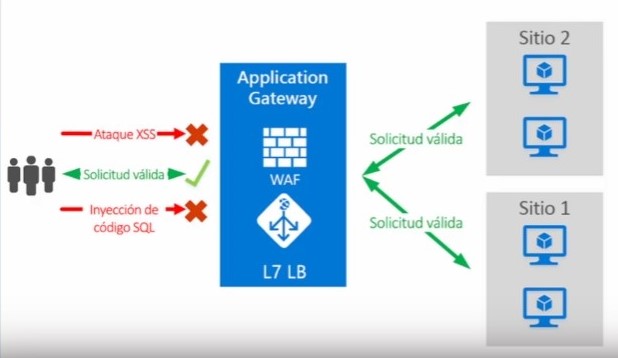 Application
Gateway
WAF
L7 LB
Ataque XSS
Solicitud válida
Inyección de
código SQL
Solicitud válida
Solicitud válida
Sitio 2
Sitio 1